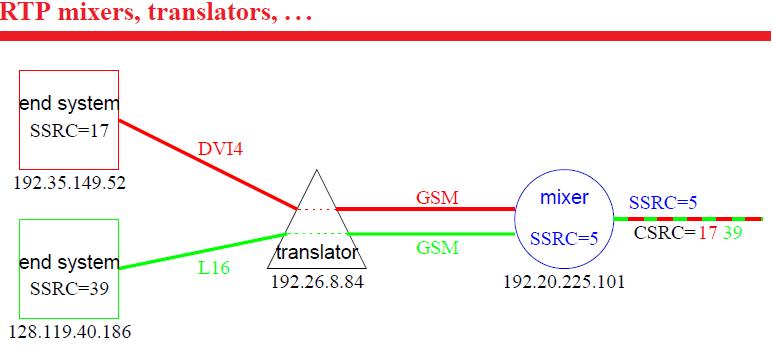 RTP mixers, translators, ...
end system
SSRC=17
192.35.149.52
DVI4
end system
SSRC=39
128.119.40.186
L16
translator
192.26.8.84
GSM
GSM
mixer
SSRC=5
192.20.225.101
SSRC=5
CSRC= 17 39